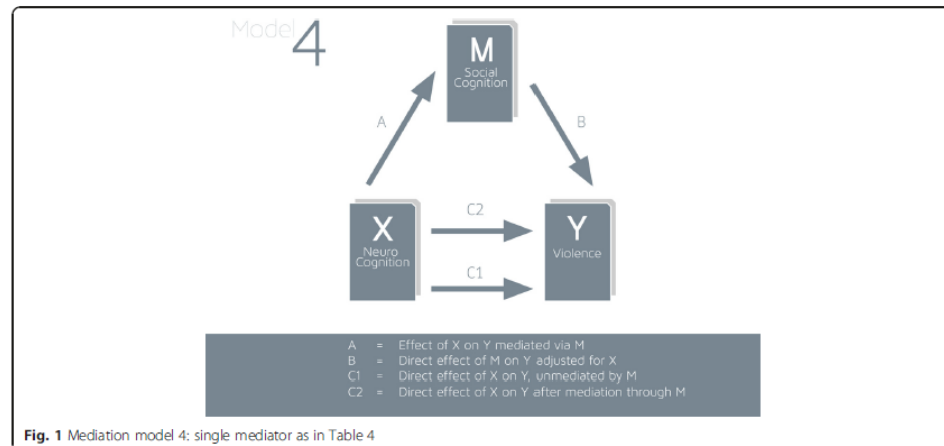 Model 4
M
Social
Cognition
A
B
X
Neuro
Cognition
C2
C1
Y
Violence
A = Effect of X on Y mediated via M
B = Direct effect of M on Y adjusted for X
C1 = Direct effect of X on Y, unmediated by M
C2 = Direct effect of X on Y after mediation through M
Fig. 1 Mediation model 4: single mediator as in Table 4